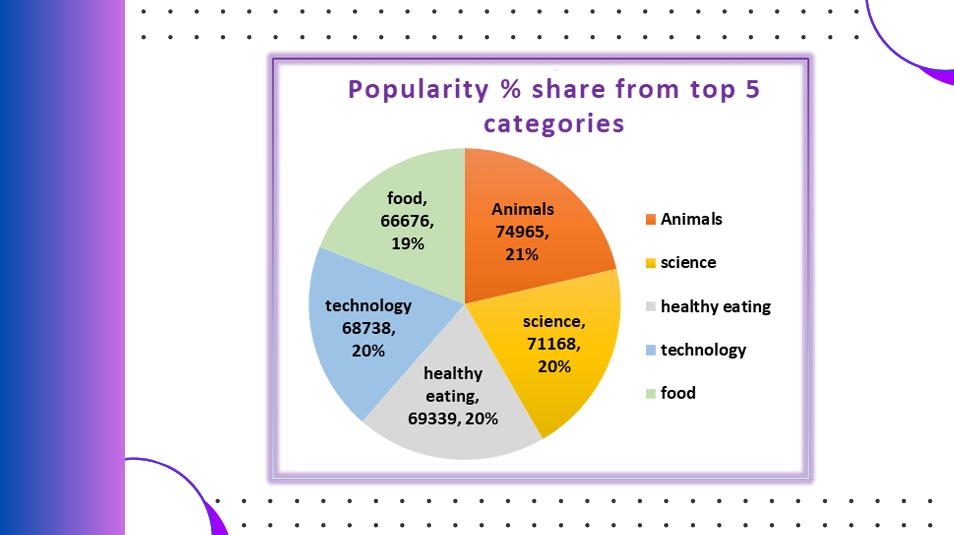 Popularity % share from top 5
categories
food,
66676,
19%
Animals
74965,
21%
technology
68738,
20%
science,
71168,
20%
healthy
eating,
69339, 20%
Animals
science
healthy eating
technology
food